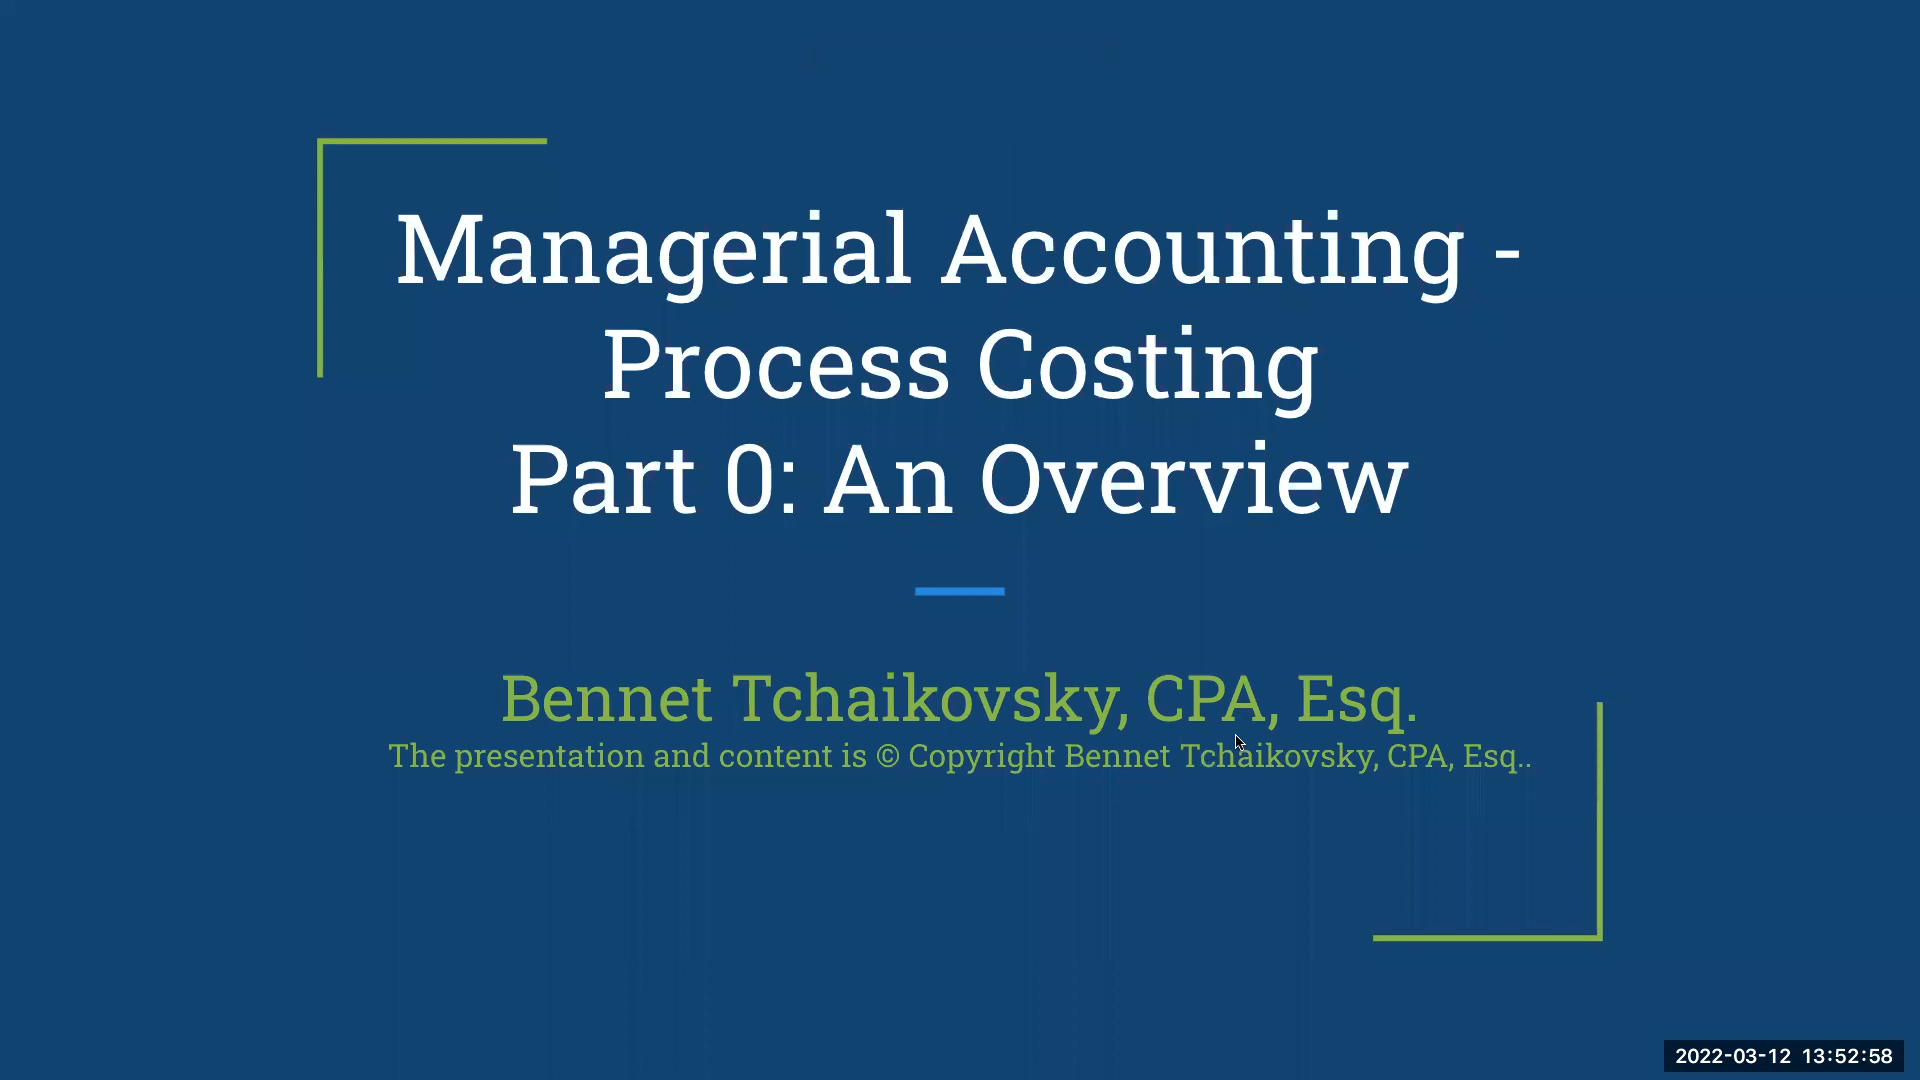 Managerial Accounting -
Process Costing
Part 0: An Overview
Bennet Tchaikovsky, CPA, Esq.
The presentation and content is © Copyright Bennet Tchaikovsky, CPA, Esq..
2022-03-12 13:52:58